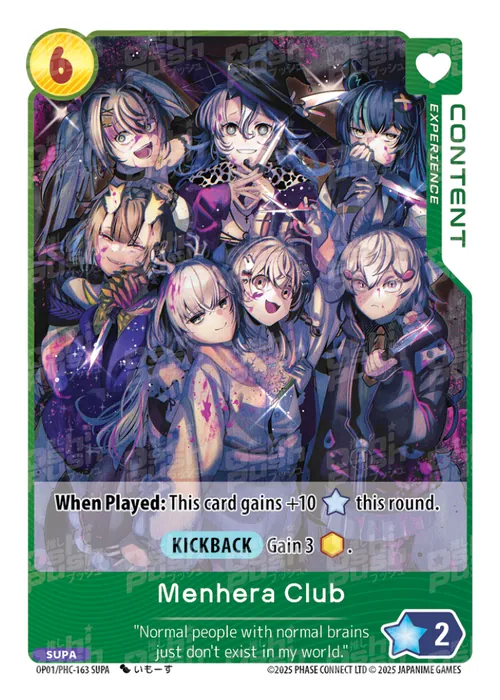 6
CONTENT
EXPERIENCE
When Played: This card gains +10 this round.
KICKBACK Gain 3 .
Menhera Club
"Normal people with normal brains
just don't exist in my world."
2
SUPA
OP01/PHC-163 SUPA いもーす
©2025 PHASE CONNECT LTD © 2025 JAPANIME GAMES